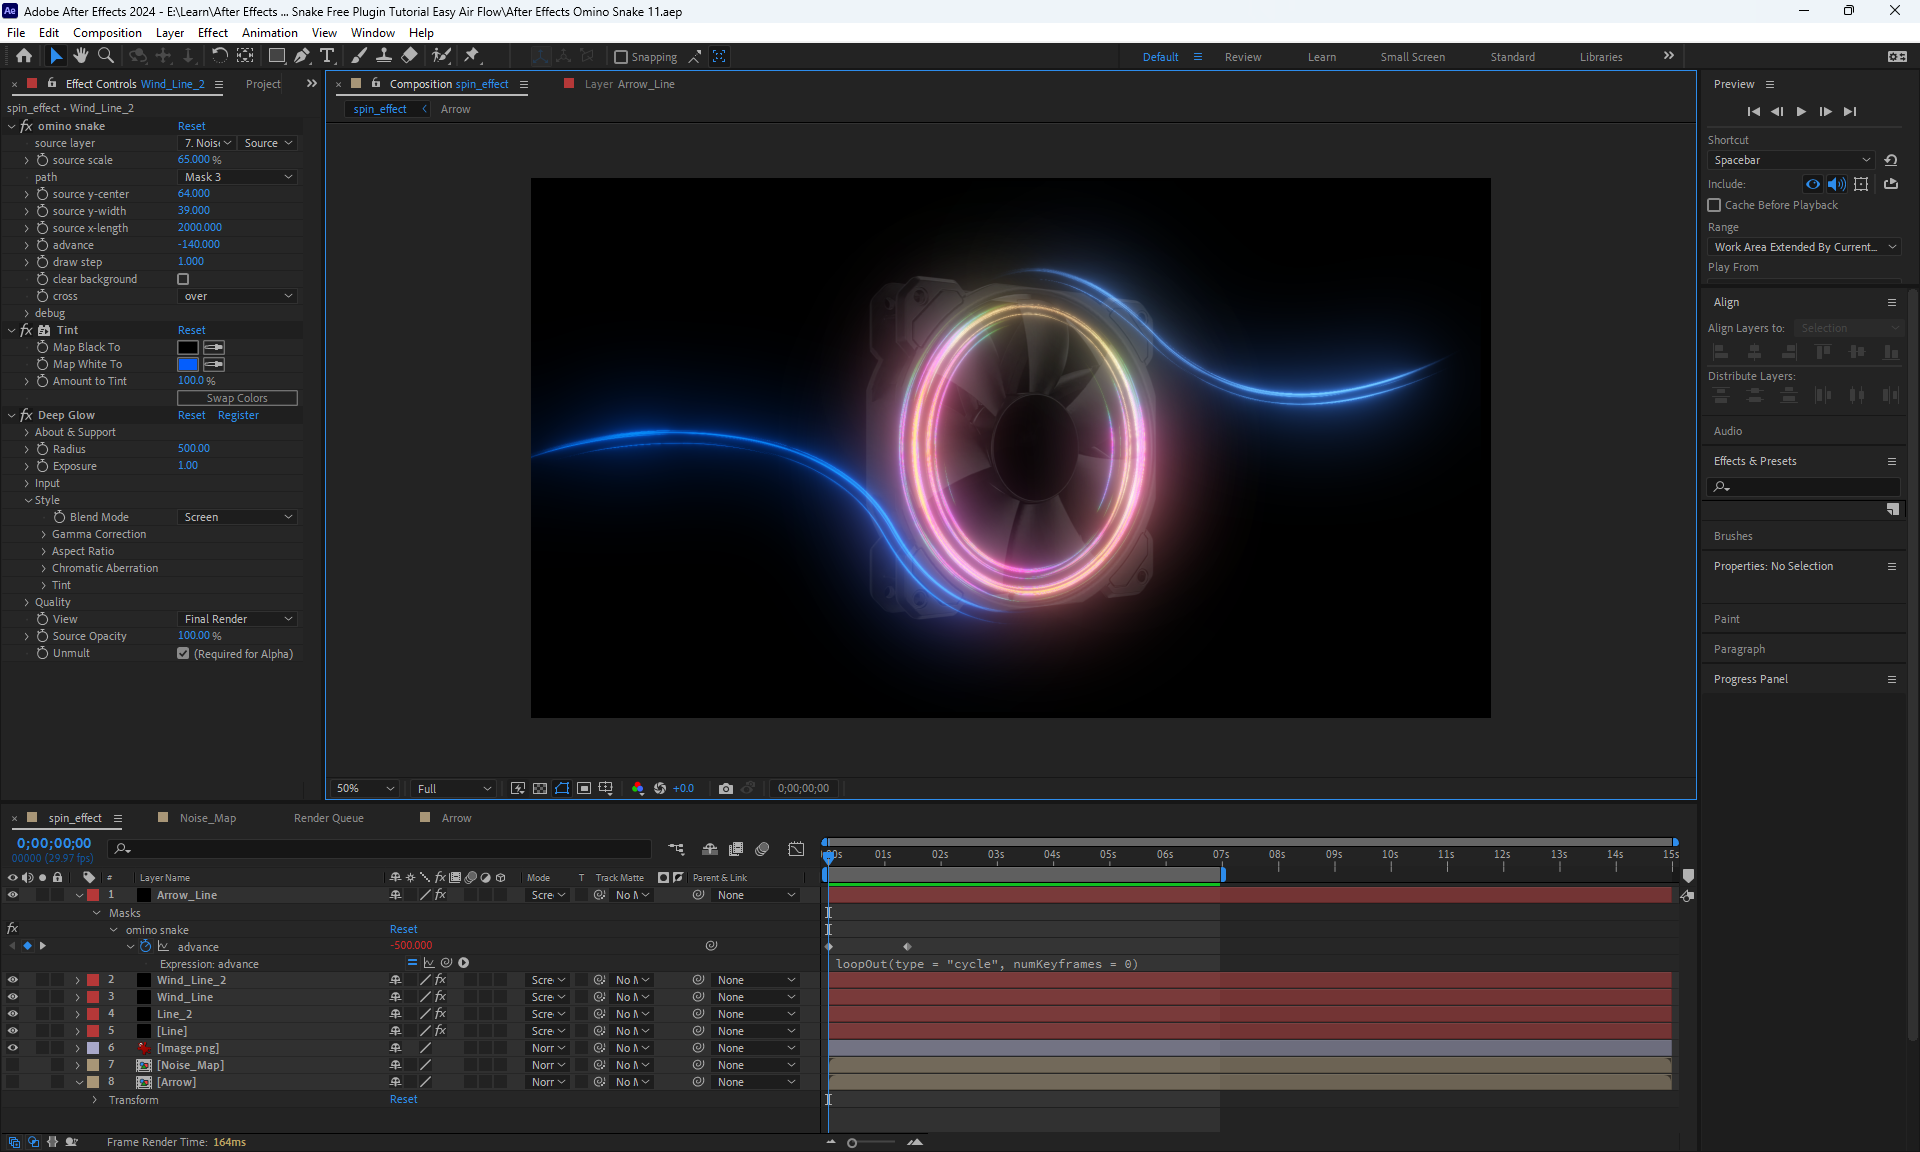 Adobe After Effects 2024 - E:\Learn\After Effects ... Snake Free Plugin Tutorial Easy Air Flow\After Effects Omino Snake 11.aep
File Edit Composition Layer Effect Animation View Window Help
Snapping
Default Review Learn Small Screen Standard Libraries
Effect Controls Wind_Line_2 Project
spin_effect • Wind_Line_2
fx omino snake Reset
source layer 7. Nois Source
source scale 65.000 %
path Mask 3
source y-center 64.000
source y-width 39.000
source x-length 2000.000
advance -140.000
draw step 1.000
clear background
cross over
debug
fx Tint Reset
Map Black To
Map White To
Amount to Tint 100.0 %
Swap Colors
fx Deep Glow Reset Register
About & Support
Radius 500.00
Exposure 1.00
Input
Style
Blend Mode Screen
Gamma Correction
Aspect Ratio
Chromatic Aberration
Tint
Quality
View Final Render
Source Opacity 100.00 %
Unmult (Required for Alpha)
Composition spin_effect Layer Arrow_Line
spin_effect Arrow
50% Full +0.0 0;00;00;00
Preview
Shortcut
Spacebar
Include:
Cache Before Playback
Range
Work Area Extended By Current...
Play From
Align
Align Layers to: Selection
Distribute Layers:
Audio
Effects & Presets
Brushes
Properties: No Selection
Paint
Paragraph
Progress Panel
spin_effect Noise_Map Render Queue Arrow
0;00;00;00
00000 (29.97 fps)
00s 01s 02s 03s 04s 05s 06s 07s 08s 09s 10s 11s 12s 13s 14s 15s
# Layer Name fx Mode T Track Matte Parent & Link
1 Arrow_Line fx Scre No M None
Masks
fx omino snake Reset
advance -500.000
Expression: advance loopOut(type = "cycle", numKeyframes = 0)
2 Wind_Line_2 fx Scre No M None
3 Wind_Line fx Scre No M None
4 Line_2 fx Scre No M None
5 [Line] fx Scre No M None
6 [Image.png] Norr No M None
7 [Noise_Map] Norr No M None
8 [Arrow] Norr No M None
Transform Reset
Frame Render Time: 164ms